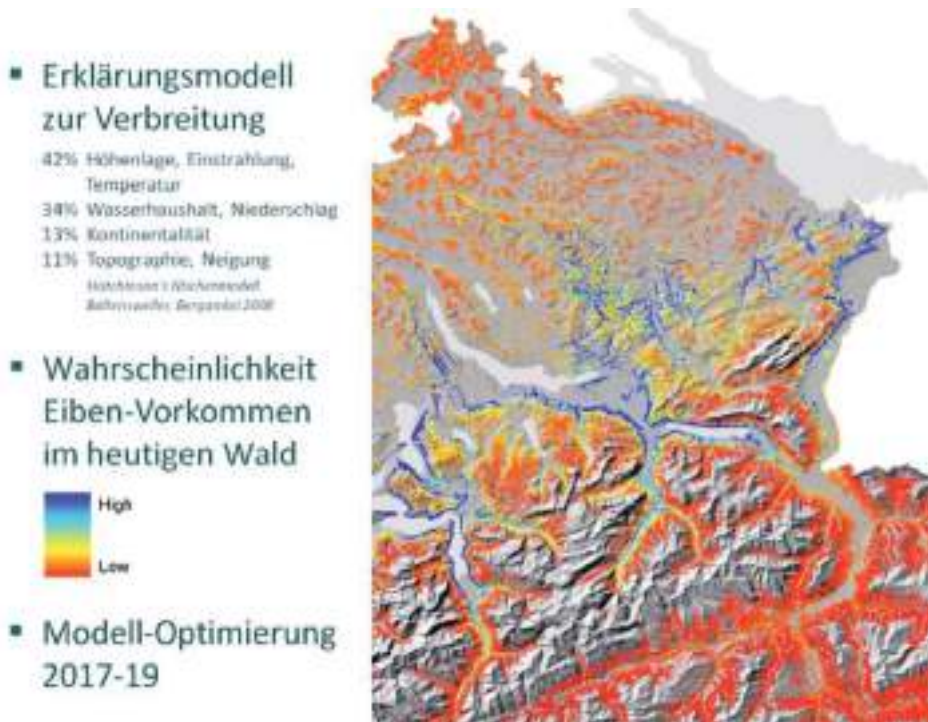 ▪ Erklärungsmodell
zur Verbreitung
42% Höhenlage, Einstrahlung,
Temperatur
34% Wasserhaushalt, Niederschlag
13% Kontinentalität
11% Topographie, Neigung
▪ Wahrscheinlichkeit
Eiben-Vorkommen
im heutigen Wald
High
Low
▪ Modell-Optimierung
2017-19